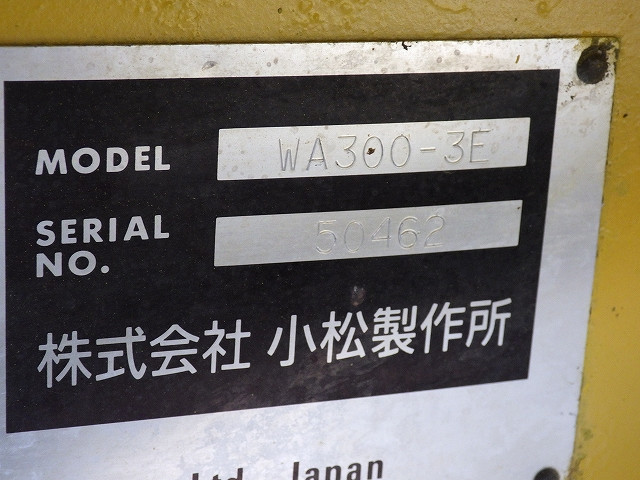 MODEL WA300-3E
SERIAL NO. 50462
株式会社 小松製作所
Ltd. Japan